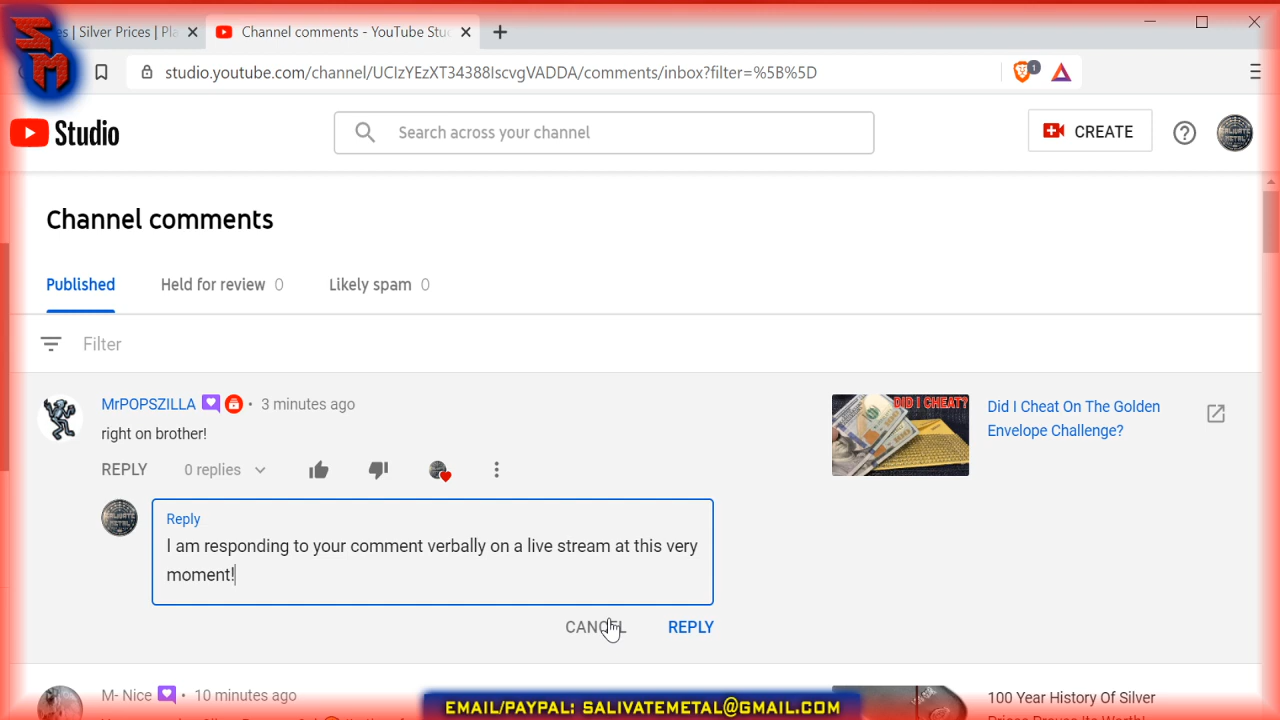 SM
es | Silver Prices | Pla
Channel comments - YouTube Stud
studio.youtube.com/channel/UCIzYEzXT34388IscvgVADDA/comments/inbox?filter=%5B%5D
1
Studio
Search across your channel
CREATE
Channel comments
Published
Held for review 0
Likely spam 0
Filter
MrPOPSZILLA • 3 minutes ago
right on brother!
REPLY 0 replies
DID I CHEAT?
Did I Cheat On The Golden
Envelope Challenge?
Reply
I am responding to your comment verbally on a live stream at this very
moment!
CANCEL
REPLY
M- Nice • 10 minutes ago
100 Year History Of Silver
EMAIL/PAYPAL: SALIVATEMETAL@GMAIL.COM